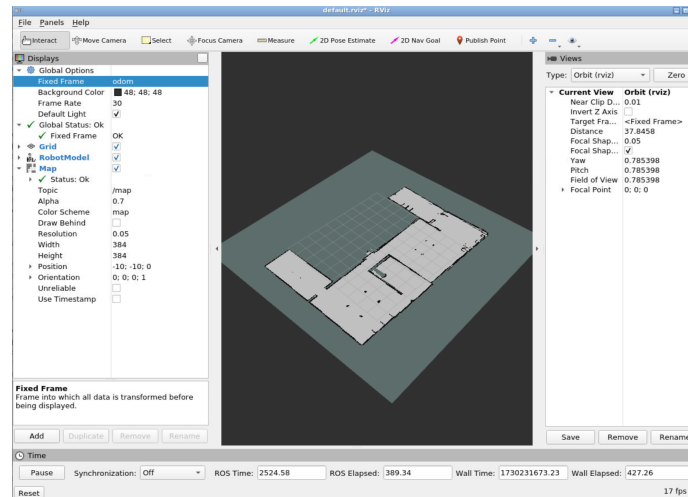 default.rviz* - RViz
File Panels Help
Interact Move Camera Select Focus Camera Measure 2D Pose Estimate 2D Nav Goal Publish Point
Displays
Global Options
Fixed Frame odom
Background Color 48; 48; 48
Frame Rate 30
Default Light
Global Status: Ok
Fixed Frame OK
Grid
RobotModel
Map
Status: Ok
Topic /map
Alpha 0.7
Color Scheme map
Draw Behind
Resolution 0.05
Width 384
Height 384
Position -10; -10; 0
Orientation 0; 0; 0; 1
Unreliable
Use Timestamp
Fixed Frame
Frame into which all data is transformed before
being displayed.
Add Duplicate Remove Rename
Views
Type: Orbit (rviz) Zero
Current View Orbit (rviz)
Near Clip D... 0.01
Invert Z Axis
Target Fra... <Fixed Frame>
Distance 37.8458
Focal Shap... 0.05
Focal Shap...
Yaw 0.785398
Pitch 0.785398
Field of View 0.785398
Focal Point 0; 0; 0
Save Remove Rename
Time
Pause Synchronization: Off ROS Time: 2524.58 ROS Elapsed: 389.34 Wall Time: 1730231673.23 Wall Elapsed: 427.26
Reset 17 fps